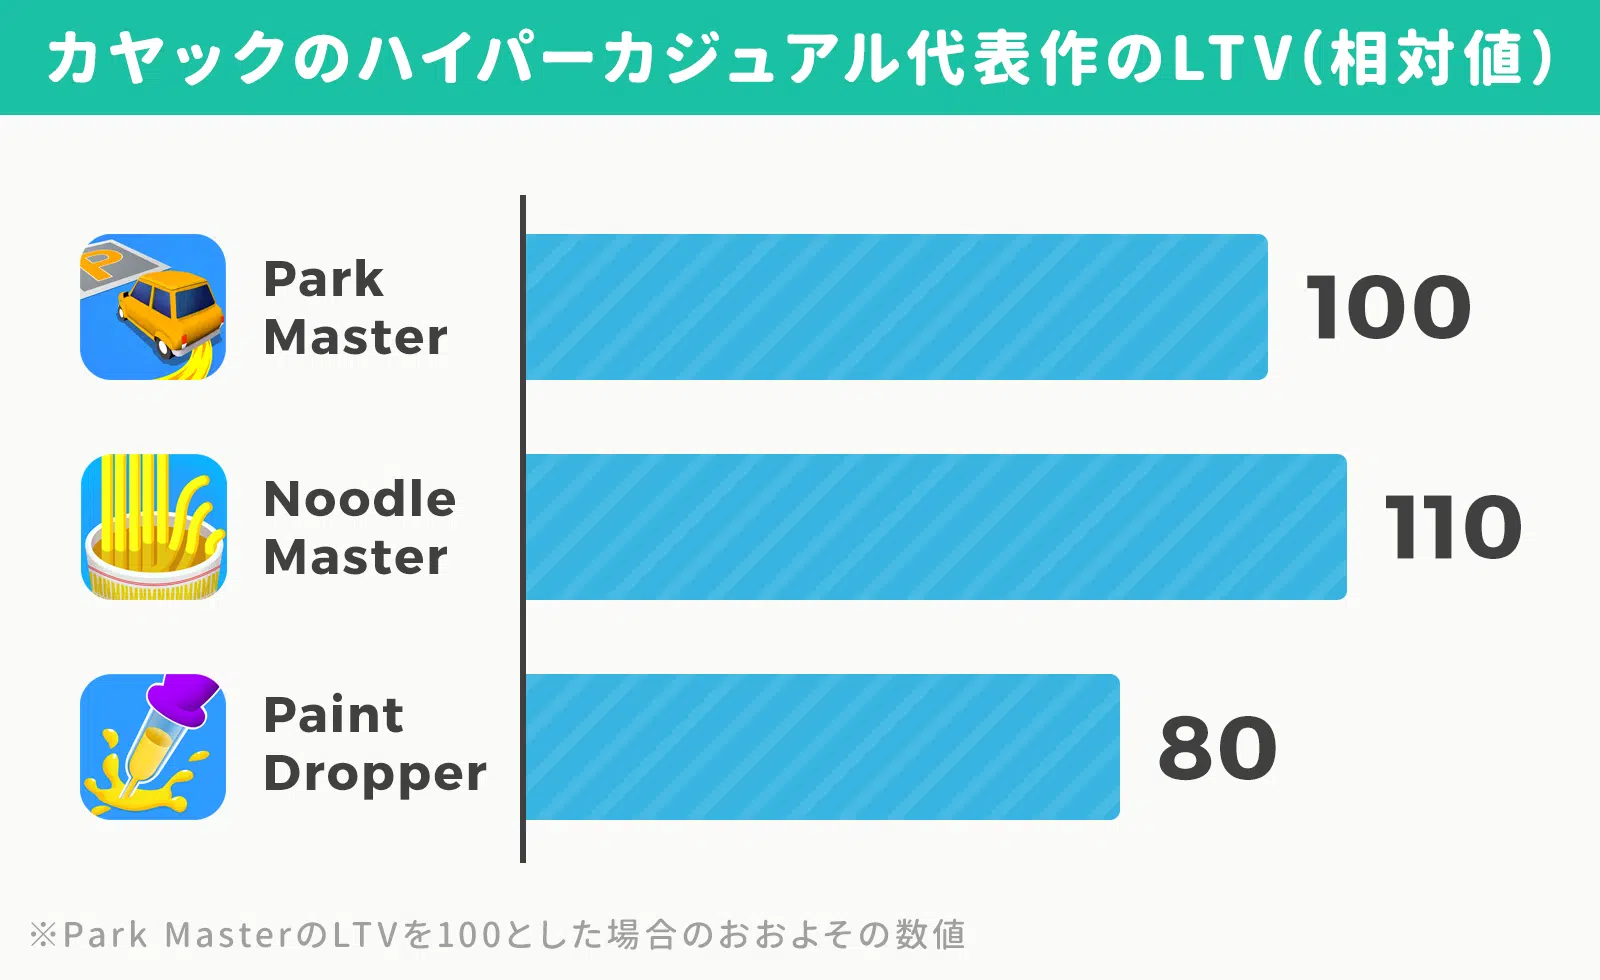 カヤックのハイパーカジュアル代表作のLTV(相対値)
P
Park
Master
100
Noodle
Master
110
Paint
Dropper
80
※Park MasterのLTVを100とした場合のおおよその数値